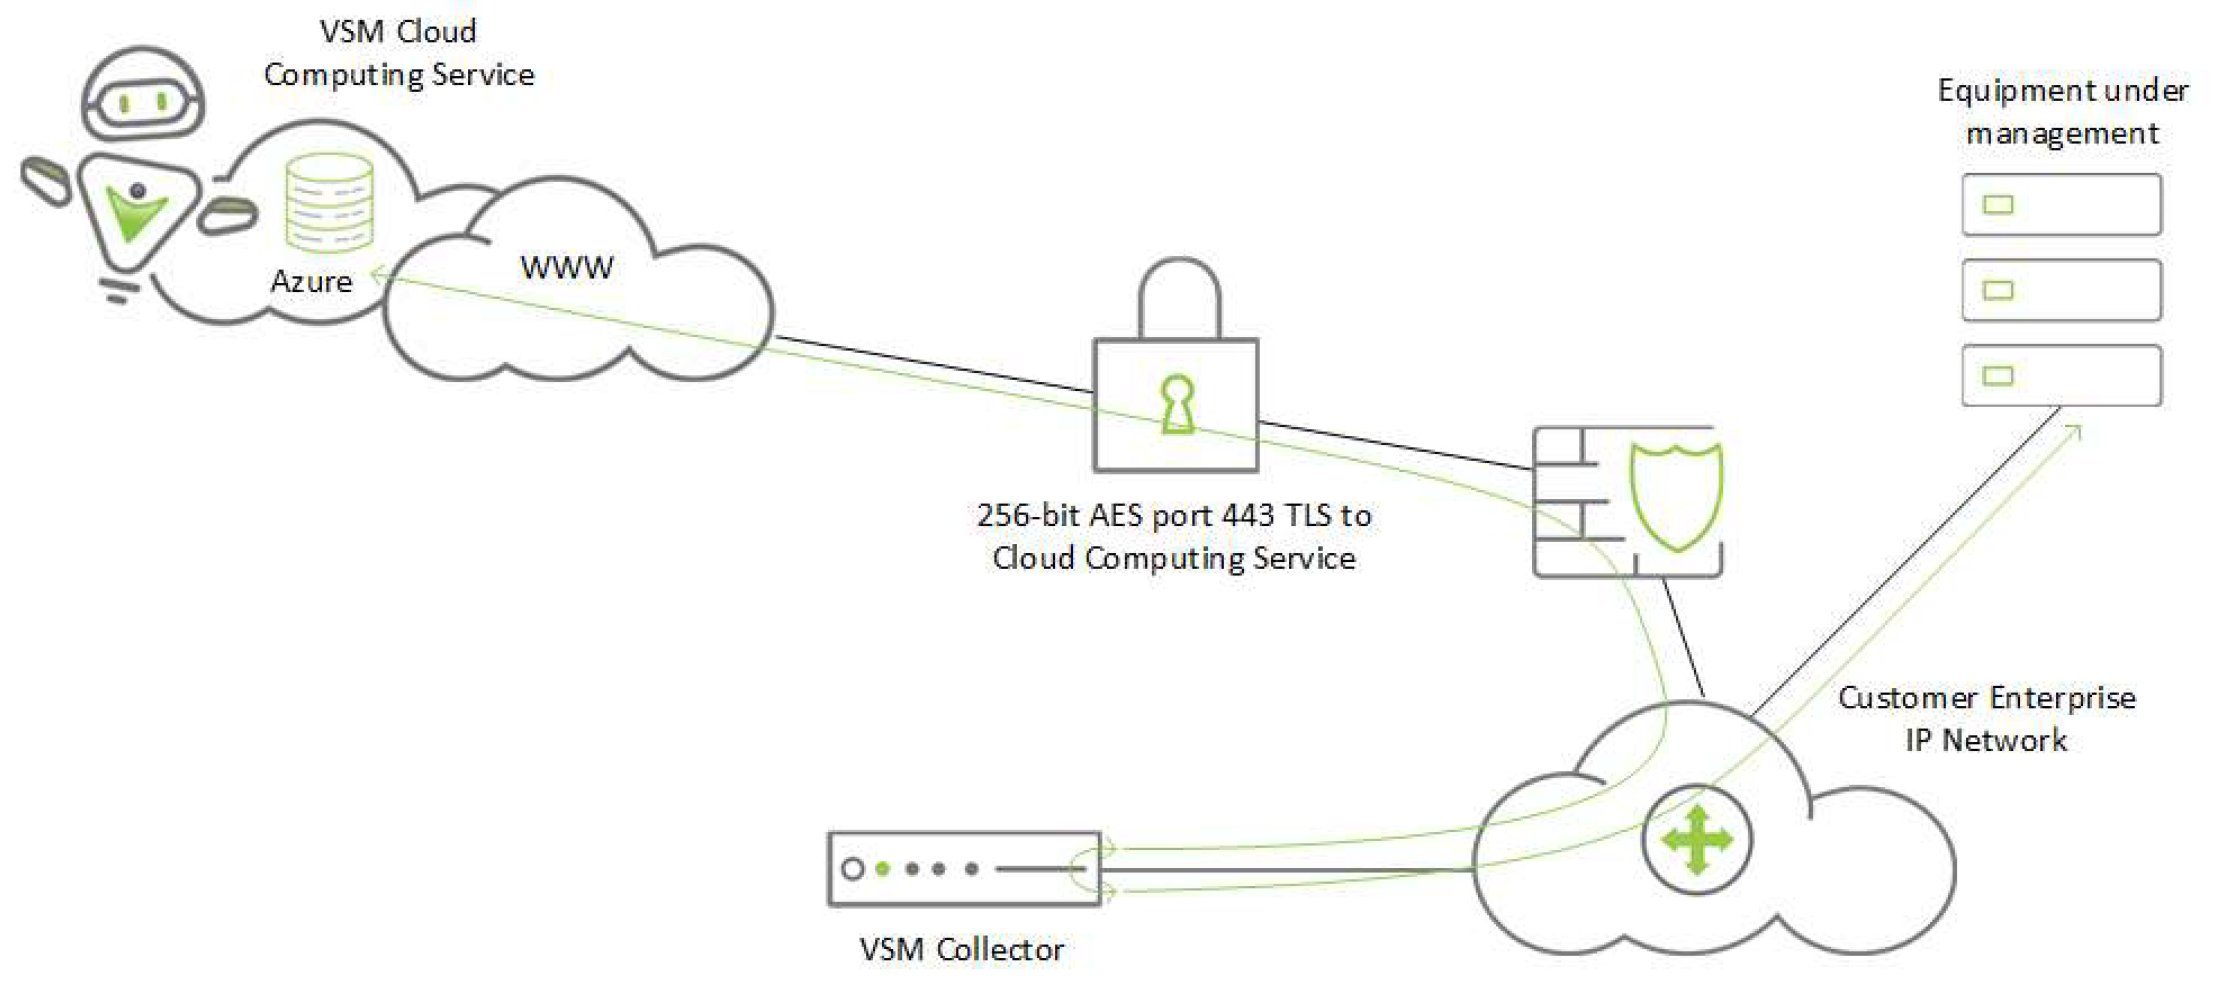 VSM Cloud
Computing Service
Equipment under
management
WWW
Azure
256-bit AES port 443 TLS to
Cloud Computing Service
Customer Enterprise
IP Network
VSM Collector